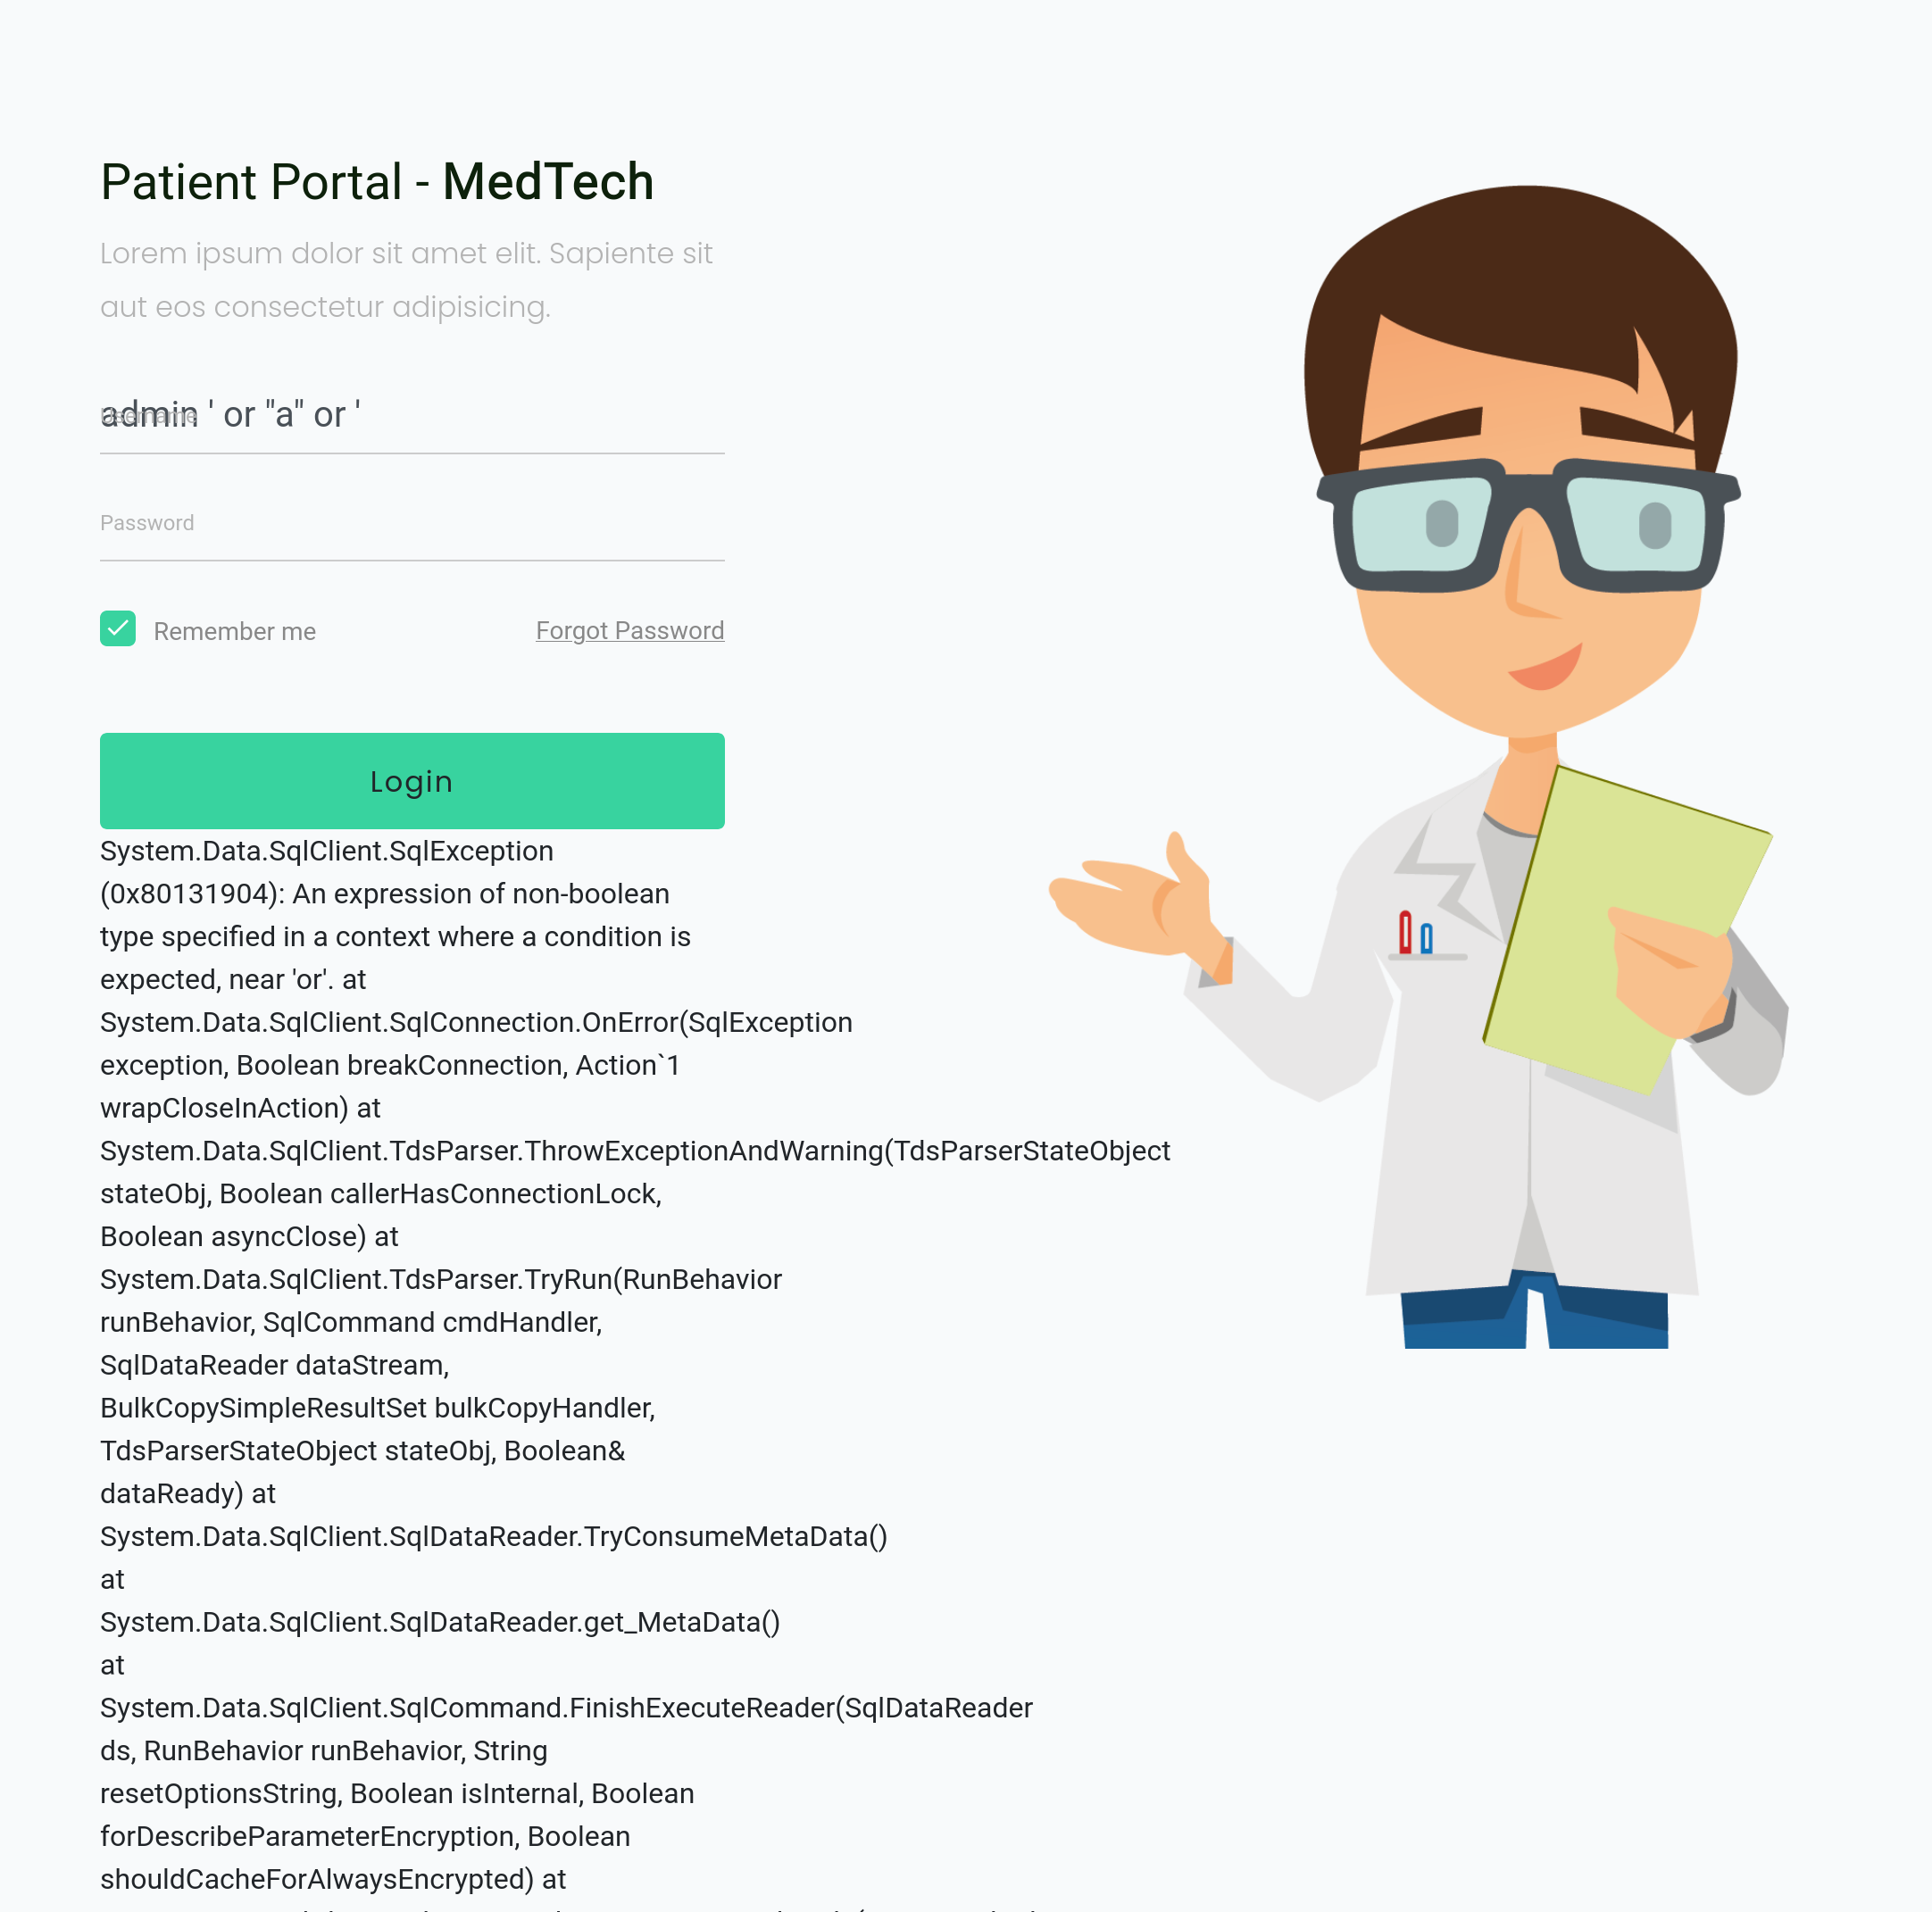 Patient Portal - MedTech
Lorem ipsum dolor sit amet elit. Sapiente sit
aut eos consectetur adipisicing.
Username
admin ' or "a" or '
Password
Remember me
Forgot Password
Login
System.Data.SqlClient.SqlException
(0x80131904): An expression of non-boolean
type specified in a context where a condition is
expected, near 'or'. at
System.Data.SqlClient.SqlConnection.OnError(SqlException
exception, Boolean breakConnection, Action`1
wrapCloseInAction) at
System.Data.SqlClient.TdsParser.ThrowExceptionAndWarning(TdsParserStateObject
stateObj, Boolean callerHasConnectionLock,
Boolean asyncClose) at
System.Data.SqlClient.TdsParser.TryRun(RunBehavior
runBehavior, SqlCommand cmdHandler,
SqlDataReader dataStream,
BulkCopySimpleResultSet bulkCopyHandler,
TdsParserStateObject stateObj, Boolean&
dataReady) at
System.Data.SqlClient.SqlDataReader.TryConsumeMetaData()
at
System.Data.SqlClient.SqlDataReader.get_MetaData()
at
System.Data.SqlClient.SqlCommand.FinishExecuteReader(SqlDataReader
ds, RunBehavior runBehavior, String
resetOptionsString, Boolean isInternal, Boolean
forDescribeParameterEncryption, Boolean
shouldCacheForAlwaysEncrypted) at